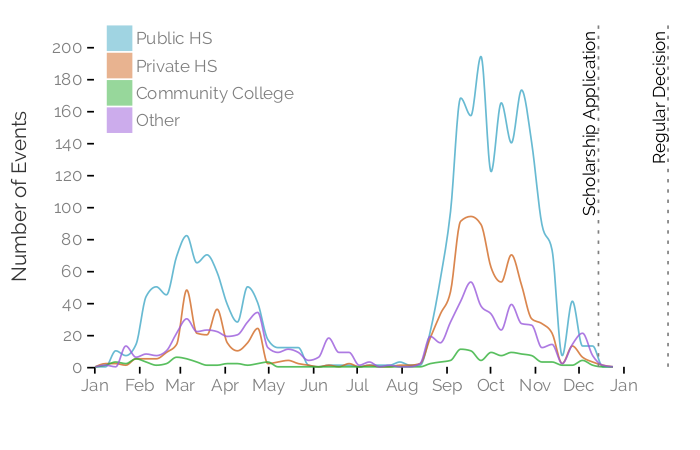 Public HS
Private HS
Community College
Other
Number of Events
200
180
160
140
120
100
80
60
40
20
0
Jan Feb Mar Apr May Jun Jul Aug Sep Oct Nov Dec Jan
Scholarship Application
Regular Decision